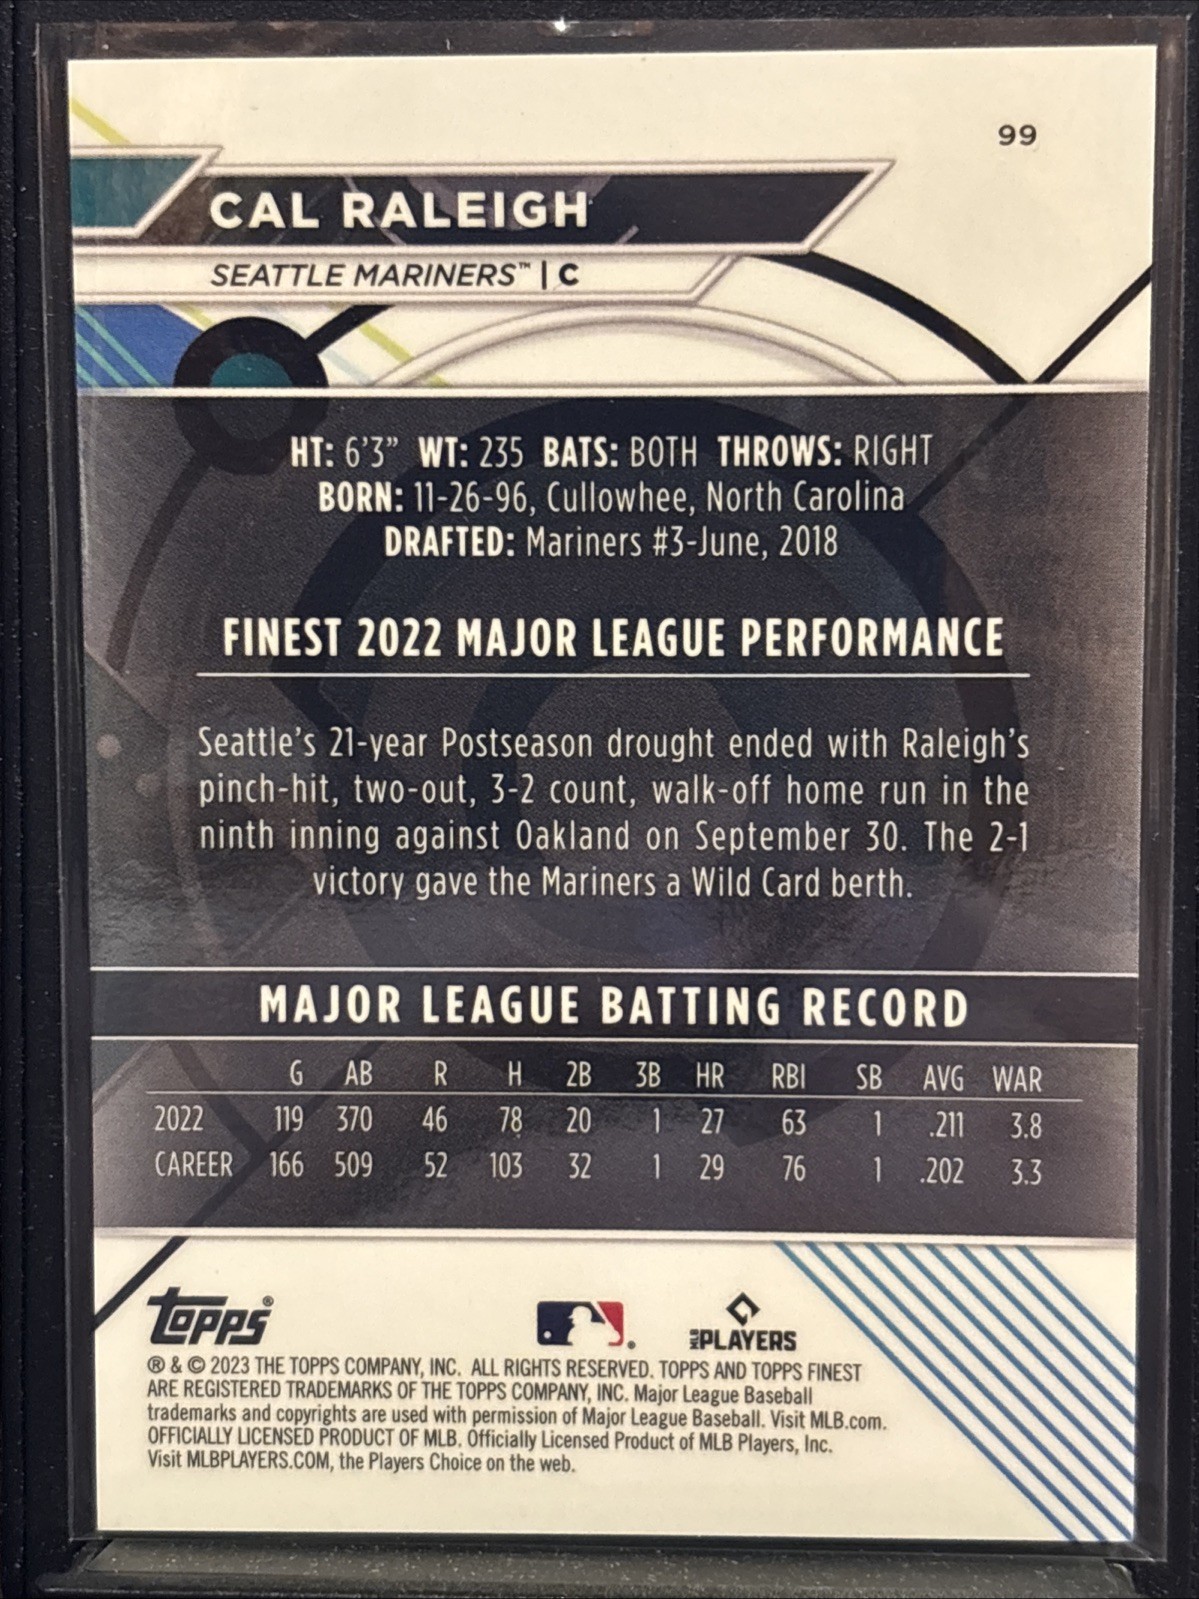 99
CAL RALEIGH
SEATTLE MARINERS™ | C
HT: 6'3" WT: 235 BATS: BOTH THROWS: RIGHT
BORN: 11-26-96, Cullowhee, North Carolina
DRAFTED: Mariners #3-June, 2018
FINEST 2022 MAJOR LEAGUE PERFORMANCE
Seattle's 21-year Postseason drought ended with Raleigh's
pinch-hit, two-out, 3-2 count, walk-off home run in the
ninth inning against Oakland on September 30. The 2-1
victory gave the Mariners a Wild Card berth.
MAJOR LEAGUE BATTING RECORD
G AB R H 2B 3B HR RBI SB AVG WAR
2022 119 370 46 78 20 1 27 63 1 .211 3.8
CAREER 166 509 52 103 32 1 29 76 1 .202 3.3
TOPPS® ® MLB PLAYERS
® & © 2023 THE TOPPS COMPANY, INC. ALL RIGHTS RESERVED. TOPPS AND TOPPS FINEST
ARE REGISTERED TRADEMARKS OF THE TOPPS COMPANY, INC. Major League Baseball
trademarks and copyrights are used with permission of Major League Baseball. Visit MLB.com.
OFFICIALLY LICENSED PRODUCT OF MLB. Officially Licensed Product of MLB Players, Inc.
Visit MLBPLAYERS.COM, the Players Choice on the web.